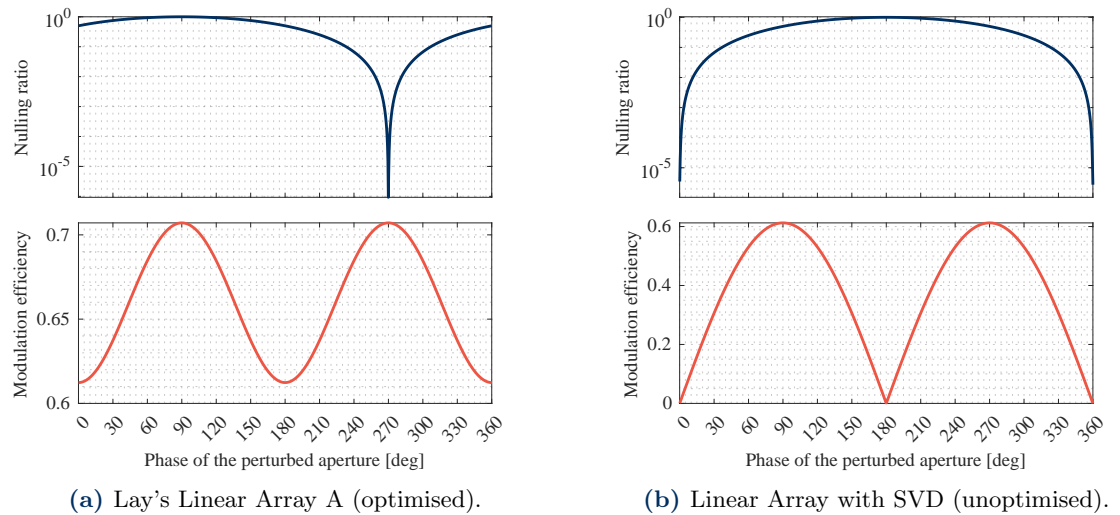 10^0
Nulling ratio
10^-5
0.7
Modulation efficiency
0.65
0.6
0 30 60 90 120 150 180 210 240 270 300 330 360
Phase of the perturbed aperture [deg]
(a) Lay's Linear Array A (optimised).
10^0
Nulling ratio
10^-5
0.6
Modulation efficiency
0.4
0.2
0
0 30 60 90 120 150 180 210 240 270 300 330 360
Phase of the perturbed aperture [deg]
(b) Linear Array with SVD (unoptimised).